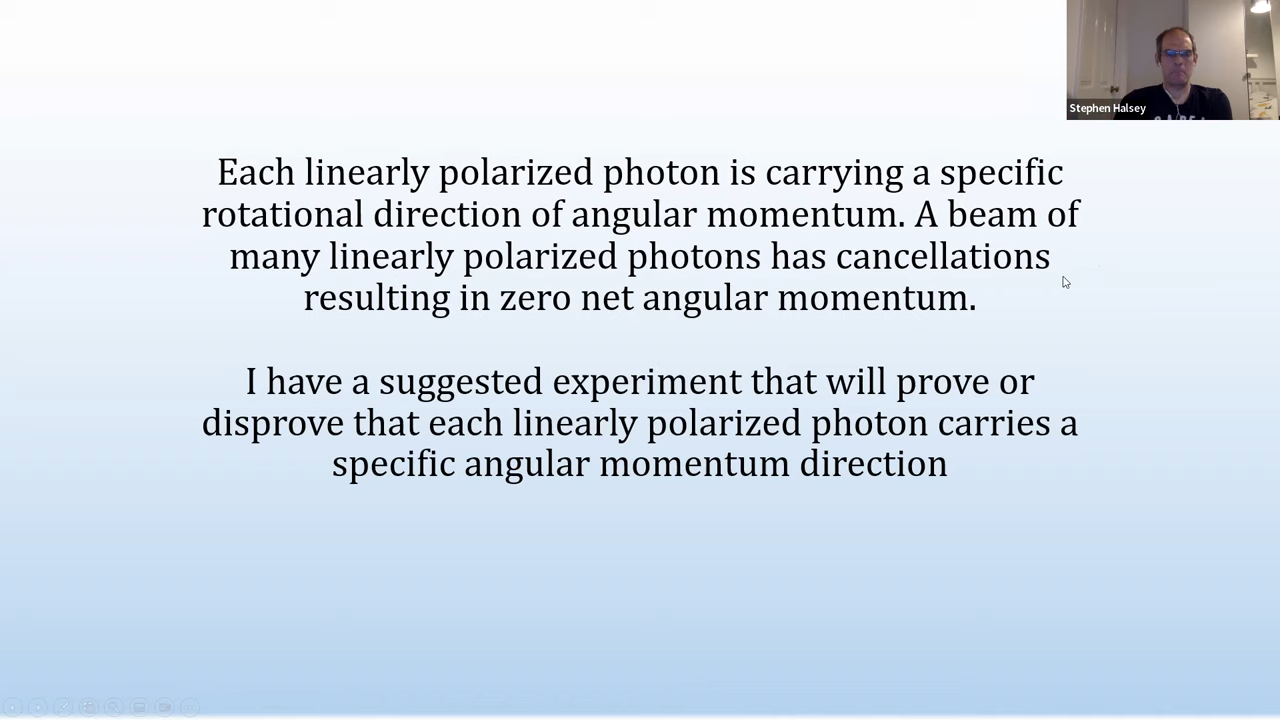 Stephen Halsey
Each linearly polarized photon is carrying a specific
rotational direction of angular momentum. A beam of
many linearly polarized photons has cancellations
resulting in zero net angular momentum.
I have a suggested experiment that will prove or
disprove that each linearly polarized photon carries a
specific angular momentum direction